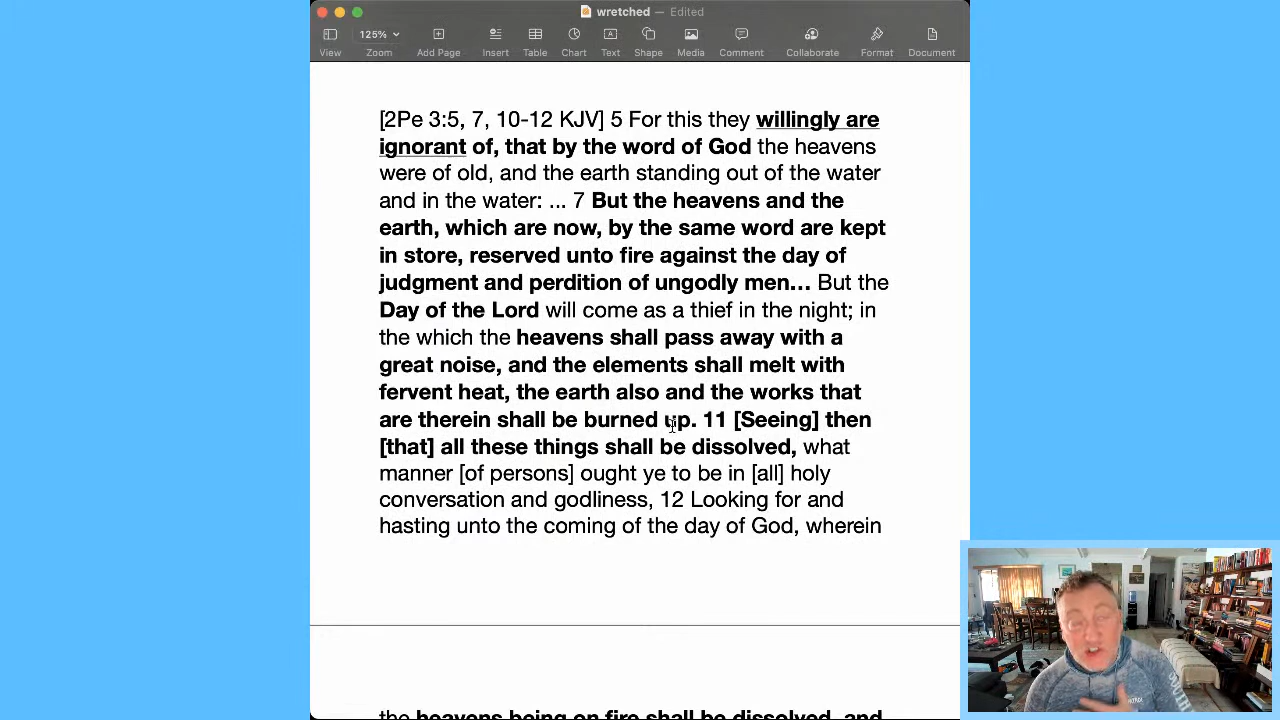 wretched — Edited
125%
View Zoom Add Page Insert Table Chart Text Shape Media Comment Collaborate Format Document
[2Pe 3:5, 7, 10-12 KJV] 5 For this they willingly are
ignorant of, that by the word of God the heavens
were of old, and the earth standing out of the water
and in the water: ... 7 But the heavens and the
earth, which are now, by the same word are kept
in store, reserved unto fire against the day of
judgment and perdition of ungodly men… But the
Day of the Lord will come as a thief in the night; in
the which the heavens shall pass away with a
great noise, and the elements shall melt with
fervent heat, the earth also and the works that
are therein shall be burned up. 11 [Seeing] then
[that] all these things shall be dissolved, what
manner [of persons] ought ye to be in [all] holy
conversation and godliness, 12 Looking for and
hasting unto the coming of the day of God, wherein
the heavens being on fire shall be dissolved, and